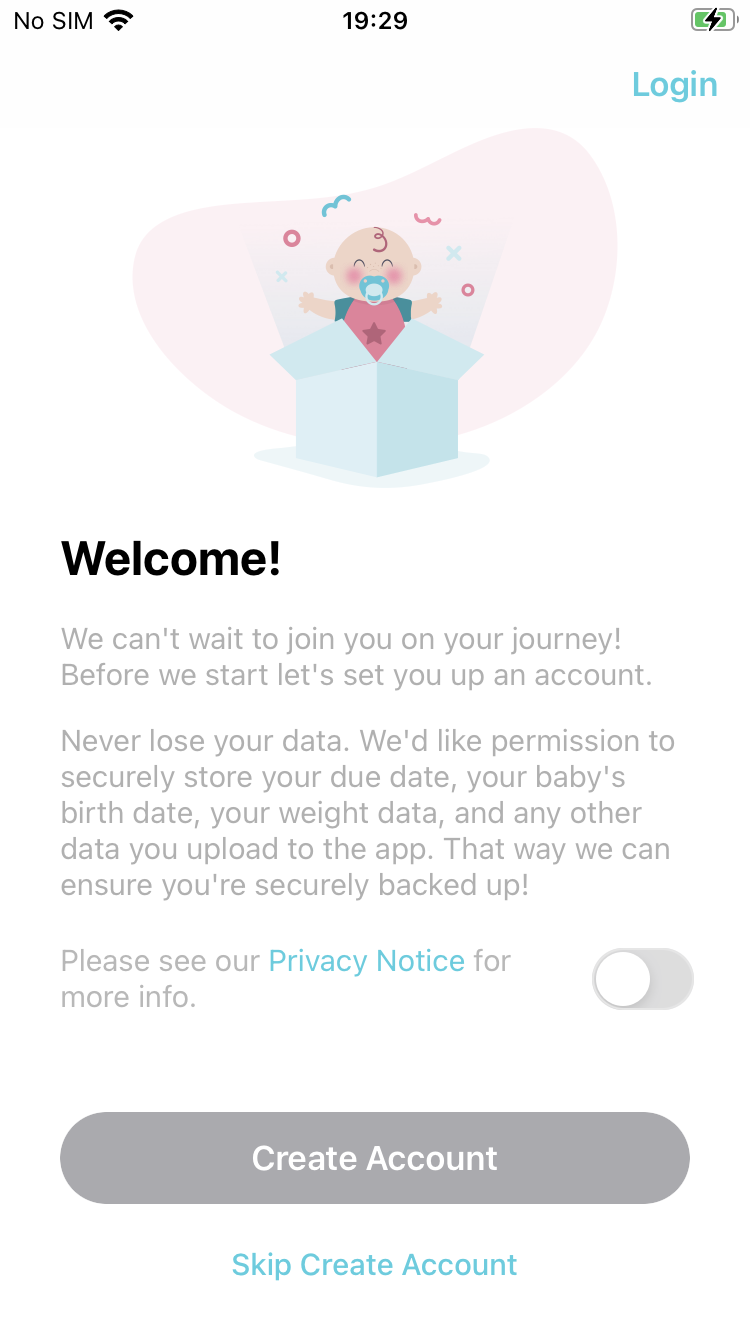 No SIM 19:29
Login
Welcome!
We can't wait to join you on your journey!
Before we start let's set you up an account.
Never lose your data. We'd like permission to
securely store your due date, your baby's
birth date, your weight data, and any other
data you upload to the app. That way we can
ensure you're securely backed up!
Please see our Privacy Notice for
more info.
Create Account
Skip Create Account